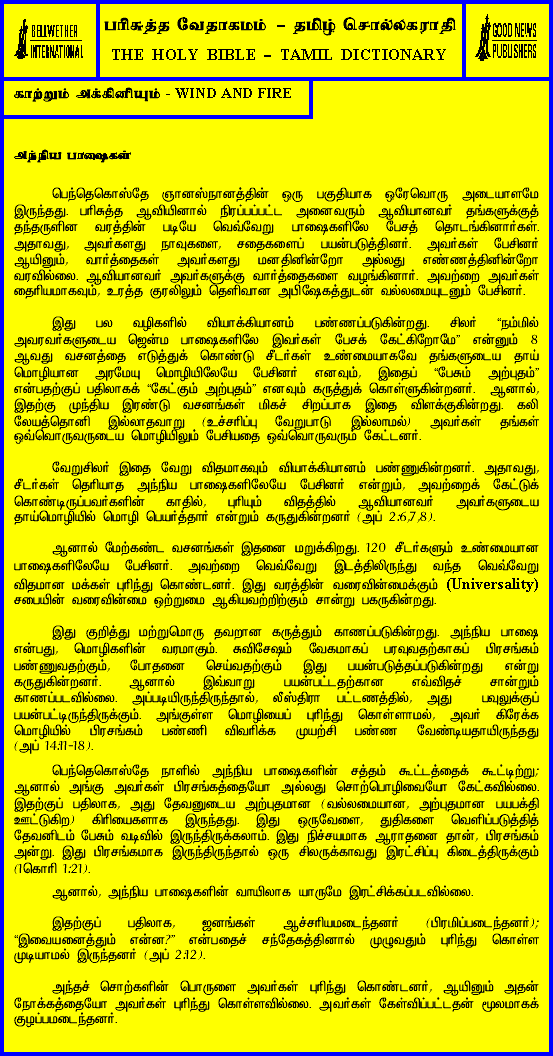 BELLWETHER
INTERNATIONAL
பரிசுத்த வேதாகமம் – தமிழ் சொல்லகராதி
THE HOLY BIBLE – TAMIL DICTIONARY
GOOD NEWS
PUBLISHERS
காற்றும் அக்கினியும் - WIND AND FIRE
அந்நிய பாஷைகள்
பெந்தெகொஸ்தே ஞானஸ்நானத்தின் ஒரு பகுதியாக ஒரேவொரு அடையாளமே
இருந்தது. பரிசுத்த ஆவியினால் நிரப்பப்பட்ட அனைவரும் ஆவியானவர் தங்களுக்குத்
தந்தருளின வரத்தின் படியே வெவ்வேறு பாஷைகளிலே பேசத் தொடங்கினார்கள்.
அதாவது, அவர்களது நாவுகளை, சதைகளைப் பயன்படுத்தினர். அவர்கள் பேசினர்
ஆயினும், வார்த்தைகள் அவர்களது மனதினின்றோ அல்லது எண்ணத்தினின்றோ
வரவில்லை. ஆவியானவர் அவர்களுக்கு வார்த்தைகளை வழங்கினார். அவற்றை அவர்கள்
தைரியமாகவும், உரத்த குரலிலும் தெளிவான அபிஷேகத்துடன் வல்லமையுடனும் பேசினர்.
இது பல வழிகளில் வியாக்கியானம் பண்ணப்படுகின்றது. சிலர் “நம்மில்
அவரவர்களுடைய ஜென்ம பாஷைகளிலே இவர்கள் பேசக் கேட்கிறோமே” என்னும் 8
ஆவது வசனத்தை எடுத்துக் கொண்டு சீடர்கள் உண்மையாகவே தங்களுடைய தாய்
மொழியான அரமேயு மொழியிலேயே பேசினர் எனவும், இதைப் “பேசும் அற்புதம்”
என்பதற்குப் பதிலாகக் “கேட்கும் அற்புதம்” எனவும் கருத்துக் கொள்ளுகின்றனர். ஆனால்,
இதற்கு முந்திய இரண்டு வசனங்கள் மிகச் சிறப்பாக இதை விளக்குகின்றது. கலி
லேயத்தொனி இல்லாதவாறு (உச்சரிப்பு வேறுபாடு இல்லாமல்) அவர்கள் தங்கள்
ஒவ்வொருவருடைய மொழியிலும் பேசியதை ஒவ்வொருவரும் கேட்டனர்.
வேறுசிலர் இதை வேறு விதமாகவும் வியாக்கியானம் பண்ணுகின்றனர். அதாவது,
சீடர்கள் தெரியாத அந்நிய பாஷைகளிலேயே பேசினர் என்றும், அவற்றைக் கேட்டுக்
கொண்டிருப்பவர்களின் காதில், புரியும் விதத்தில் ஆவியானவர் அவர்களுடைய
தாய்மொழியில் மொழி பெயர்த்தார் என்றும் கருதுகின்றனர் (அப் 2:6,7,8).
ஆனால் மேற்கண்ட வசனங்கள் இதனை மறுக்கிறது. 120 சீடர்களும் உண்மையான
பாஷைகளிலேயே பேசினர். அவற்றை வெவ்வேறு இடத்திலிருந்து வந்த வெவ்வேறு
விதமான மக்கள் புரிந்து கொண்டனர். இது வரத்தின் வரைவின்மைக்கும் (Universality)
சபையின் வரைவின்மை ஒற்றுமை ஆகியவற்றிற்கும் சான்று பகருகின்றது.
இது குறித்து மற்றுமொரு தவறான கருத்தும் காணப்படுகின்றது. அந்நிய பாஷை
என்பது, மொழிகளின் வரமாகும். சுவிசேஷம் வேகமாகப் பரவுவதற்காகப் பிரசங்கம்
பண்ணுவதற்கும், போதனை செய்வதற்கும் இது பயன்படுத்தப்படுகின்றது என்று
கருதுகின்றனர். ஆனால் இவ்வாறு பயன்பட்டதற்கான எவ்விதச் சான்றும்
காணப்படவில்லை. அப்படியிருந்திருந்தால், லீஸ்திரா பட்டணத்தில், அது பவுலுக்குப்
பயன்பட்டிருந்திருக்கும். அங்குள்ள மொழியைப் புரிந்து கொள்ளாமல், அவர் கிரேக்க
மொழியில் பிரசங்கம் பண்ணி விவரிக்க முயற்சி பண்ண வேண்டியதாயிருந்தது
(அப் 14:11-18).
பெந்தெகொஸ்தே நாளில் அந்நிய பாஷைகளின் சத்தம் கூட்டத்தைக் கூட்டிற்று;
ஆனால் அங்கு அவர்கள் பிரசங்கத்தையோ அல்லது சொற்பொழிவையோ கேட்கவில்லை.
இதற்குப் பதிலாக, அது தேவனுடைய அற்புதமான (வல்லமையான, அற்புதமான பயபக்தி
ஊட்டுகிற) கிரியைகளாக இருந்தது. இது ஒருவேளை, துதிகளை வெளிப்படுத்தித்
தேவனிடம் பேசும் வடிவில் இருந்திருக்கலாம். இது நிச்சயமாக ஆராதனை தான், பிரசங்கம்
அன்று. இது பிரசங்கமாக இருந்திருந்தால் ஒரு சிலருக்காவது இரட்சிப்பு கிடைத்திருக்கும்
(1கொரி 1:21).
ஆனால், அந்நிய பாஷைகளின் வாயிலாக யாருமே இரட்சிக்கப்படவில்லை.
இதற்குப் பதிலாக, ஜனங்கள் ஆச்சரியமடைந்தனர் (பிரமிப்படைந்தனர்);
“இவையனைத்தும் என்ன?” என்பதைச் சந்தேகத்தினால் முழுவதும் புரிந்து கொள்ள
முடியாமல் இருந்தனர் (அப் 2:12).
அந்தச் சொற்களின் பொருளை அவர்கள் புரிந்து கொண்டனர், ஆயினும் அதன்
நோக்கத்தையோ அவர்கள் புரிந்து கொள்ளவில்லை. அவர்கள் கேள்விப்பட்டதன் மூலமாகக்
குழப்பமடைந்தனர்.